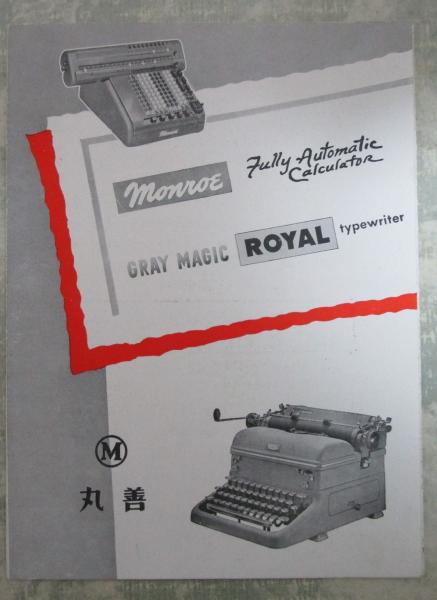 Monroe
Fully Automatic
Calculator
GRAY MAGIC ROYAL typewriter
M
丸善